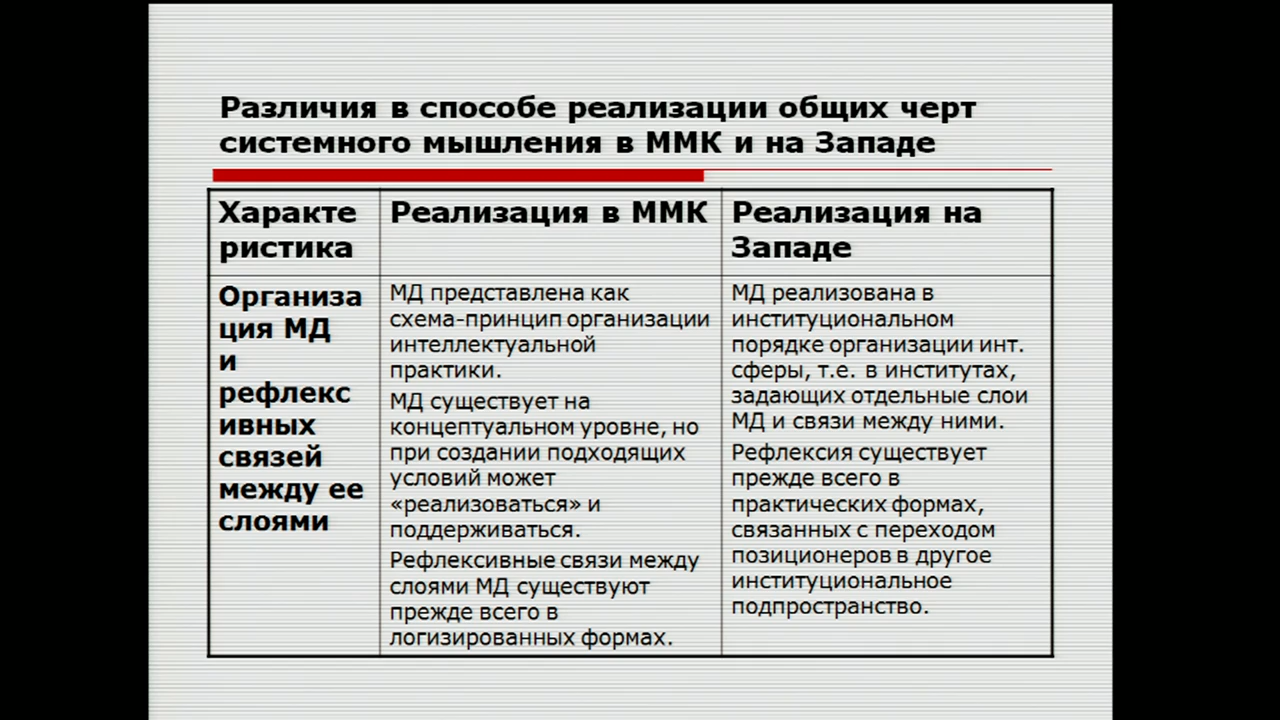 Различия в способе реализации общих черт
системного мышления в ММК и на Западе
Характе
ристика
Реализация в ММК
Реализация на
Западе
Организа
ция МД
и
рефлекс
ивных
связей
между ее
слоями
МД представлена как
схема-принцип организации
интеллектуальной
практики.
МД существует на
концептуальном уровне, но
при создании подходящих
условий может
«реализоваться» и
поддерживаться.
Рефлексивные связи между
слоями МД существуют
прежде всего в
логизированных формах.
МД реализована в
институциональном
порядке организации инт.
сферы, т.е. в институтах,
задающих отдельные слои
МД и связи между ними.
Рефлексия существует
прежде всего в
практических формах,
связанных с переходом
позиционеров в другое
институциональное
подпространство.